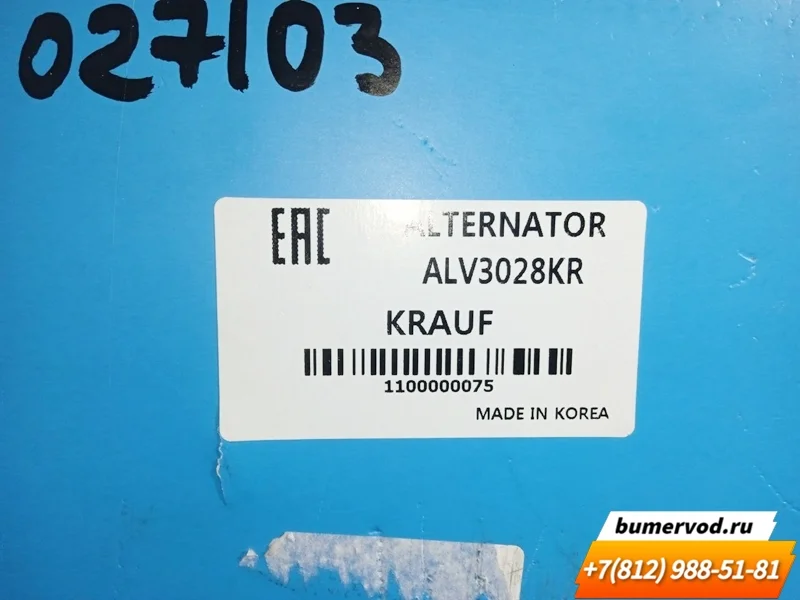 027103
EAC
ALTERNATOR
ALV3028KR
KRAUF
1100000075
MADE IN KOREA
bumervod.ru
+7(812) 988-51-81